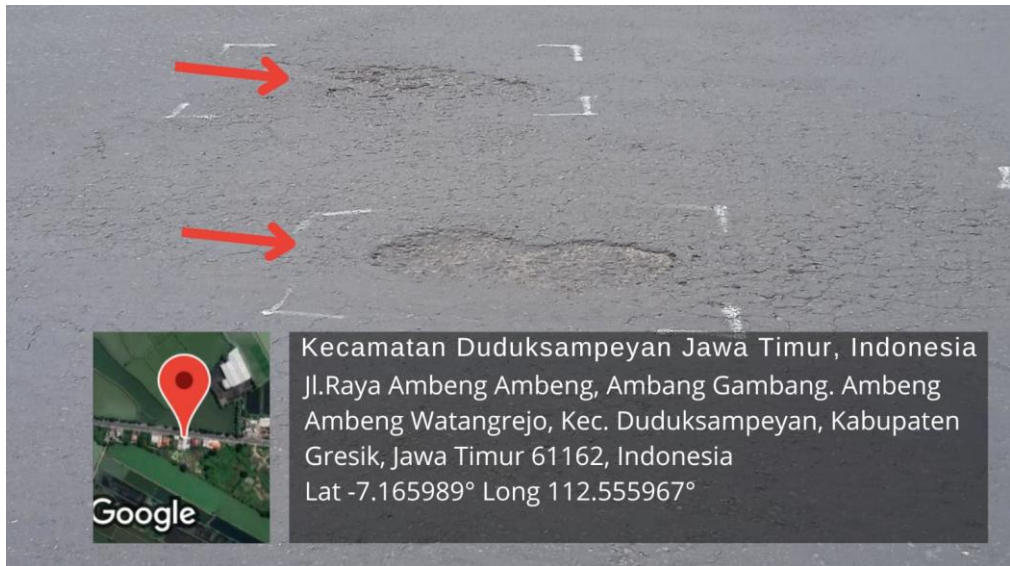 Kecamatan Duduksampeyan Jawa Timur, Indonesia
Jl.Raya Ambeng Ambeng, Ambang Gambang. Ambeng
Ambeng Watangrejo, Kec. Duduksampeyan, Kabupaten
Gresik, Jawa Timur 61162, Indonesia
Lat -7.165989° Long 112.555967°
Google